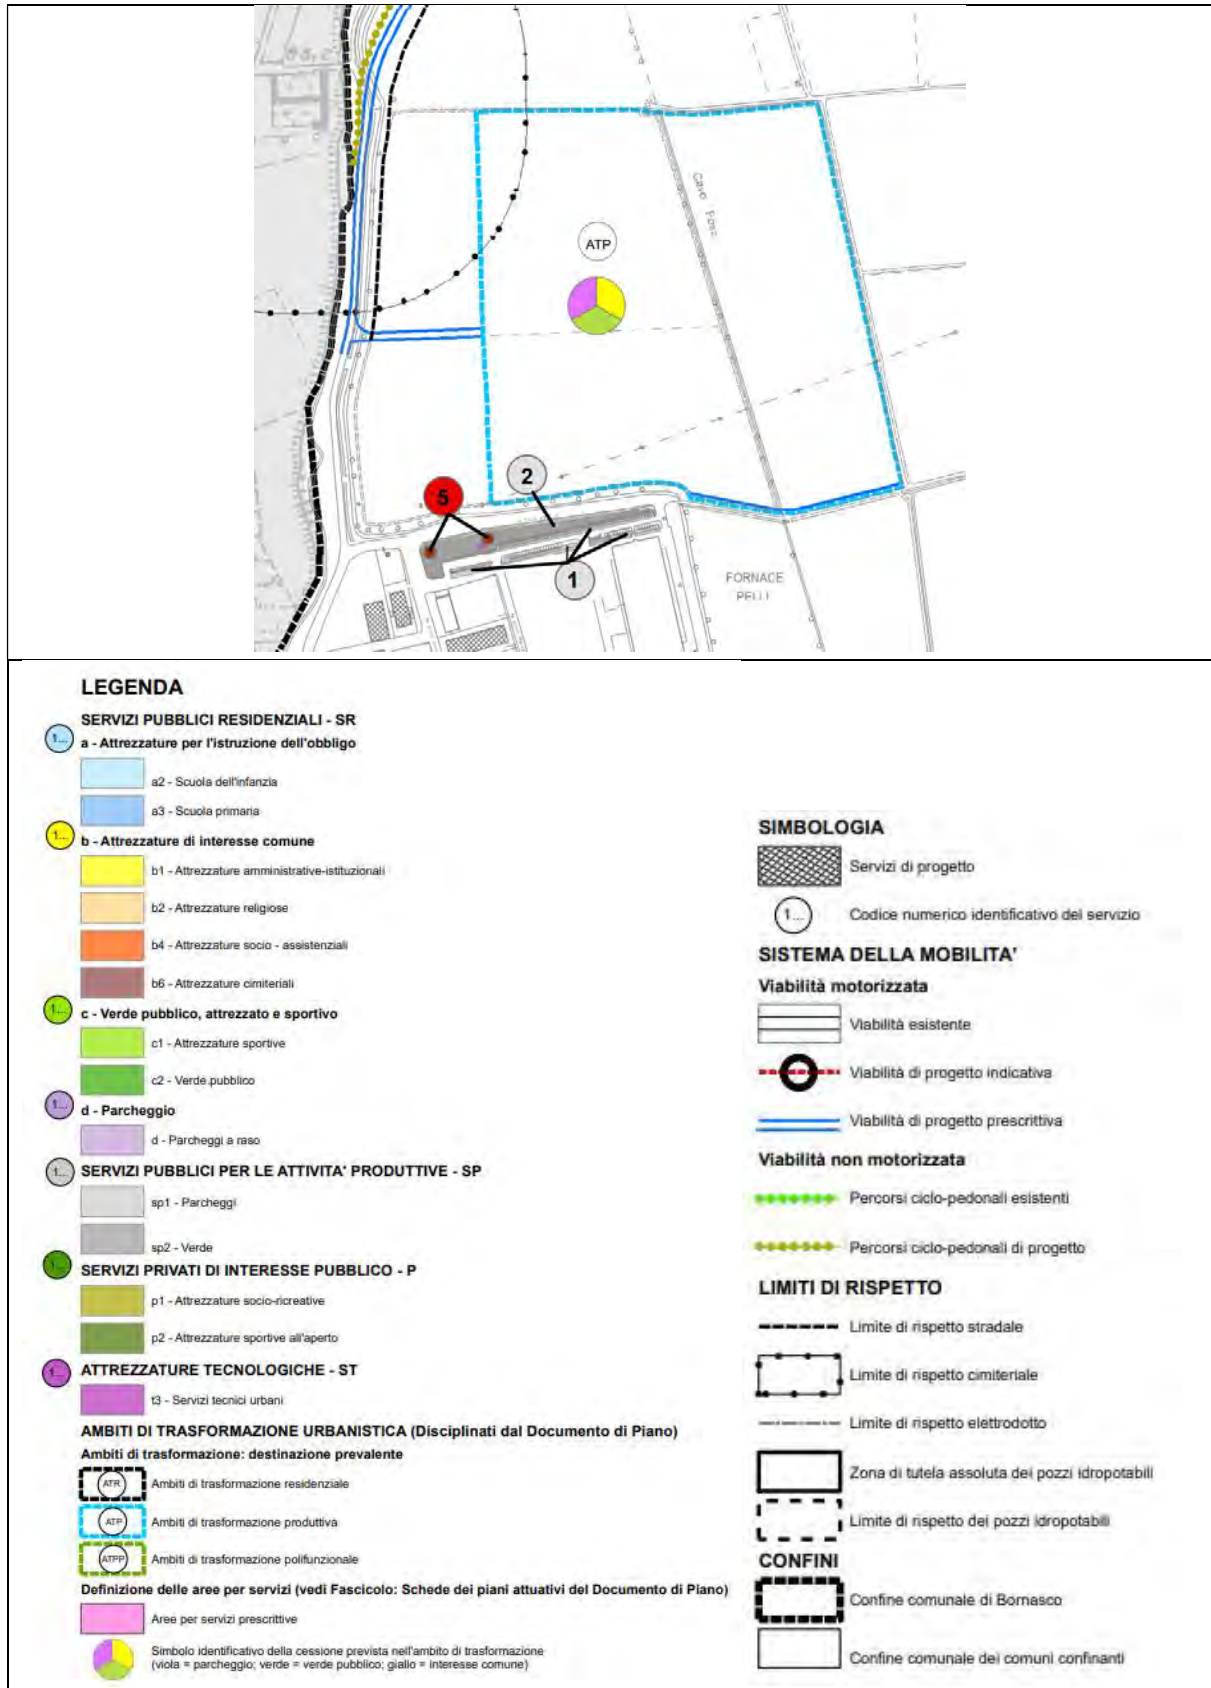 ATP
Cavo
2
5
1
FORNACE
PELLI
LEGENDA
SERVIZI PUBBLICI RESIDENZIALI - SR
1...
a - Attrezzature per l'istruzione dell'obbligo
a2 - Scuola dell'infanzia
a3 - Scuola primaria
1...
b - Attrezzature di interesse comune
b1 - Attrezzature amministrative-istituzionali
b2 - Attrezzature religiose
b4 - Attrezzature socio - assistenziali
b6 - Attrezzature cimiteriali
1...
c - Verde pubblico, attrezzato e sportivo
c1 - Attrezzature sportive
c2 - Verde pubblico
1...
d - Parcheggio
d - Parcheggi a raso
1...
SERVIZI PUBBLICI PER LE ATTIVITA' PRODUTTIVE - SP
sp1 - Parcheggi
sp2 - Verde
1...
SERVIZI PRIVATI DI INTERESSE PUBBLICO - P
p1 - Attrezzature socio-ricreative
p2 - Attrezzature sportive all'aperto
1...
ATTREZZATURE TECNOLOGICHE - ST
t3 - Servizi tecnici urbani
AMBITI DI TRASFORMAZIONE URBANISTICA (Disciplinati dal Documento di Piano)
Ambiti di trasformazione: destinazione prevalente
ATR Ambiti di trasformazione residenziale
ATP Ambiti di trasformazione produttiva
ATPP Ambiti di trasformazione polifunzionale
Definizione delle aree per servizi (vedi Fascicolo: Schede dei piani attuativi del Documento di Piano)
Aree per servizi prescrittive
Simbolo identificativo della cessione prevista nell'ambito di trasformazione
(viola = parcheggio; verde = verde pubblico; giallo = interesse comune)
SIMBOLOGIA
Servizi di progetto
1... Codice numerico identificativo del servizio
SISTEMA DELLA MOBILITA'
Viabilità motorizzata
Viabilità esistente
Viabilità di progetto indicativa
Viabilità di progetto prescrittiva
Viabilità non motorizzata
Percorsi ciclo-pedonali esistenti
Percorsi ciclo-pedonali di progetto
LIMITI DI RISPETTO
Limite di rispetto stradale
Limite di rispetto cimiteriale
Limite di rispetto elettrodotto
Zona di tutela assoluta dei pozzi idropotabili
Limite di rispetto dei pozzi idropotabili
CONFINI
Confine comunale di Bornasco
Confine comunale dei comuni confinanti